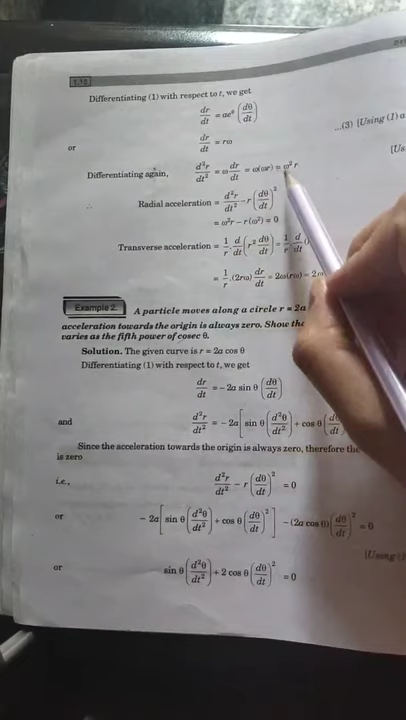 1.10
Differentiating (1) with respect to t, we get
dr/dt = ae^θ (dθ/dt)
...(3) [Using (1) a
or dr/dt = rω
[Us
Differentiating again, d²r/dt² = ω dr/dt = ω(ωr) = ω²r
∴ Radial acceleration = d²r/dt² − r(dθ/dt)²
= ω²r − r(ω²) = 0
Transverse acceleration = 1/r · d/dt (r² dθ/dt) = 1/r · d/dt (
= 1/r · (2rω) dr/dt = 2ω(rω) = 2
Example 2. A particle moves along a circle r = 2a
acceleration towards the origin is always zero. Show tha
varies as the fifth power of cosec θ.
Solution. The given curve is r = 2a cos θ
Differentiating (1) with respect to t, we get
dr/dt = − 2a sin θ (dθ/dt)
and d²r/dt² = − 2a[sin θ (d²θ/dt²) + cos θ (
Since the acceleration towards the origin is always zero, therefore the
is zero
i.e., d²r/dt² − r(dθ/dt)² = 0
or − 2a[sin θ (d²θ/dt²) + cos θ (dθ/dt)²] − (2a cos θ)(dθ/dt)² = 0
[Using
or sin θ (d²θ/dt²) + 2 cos θ (dθ/dt)² = 0